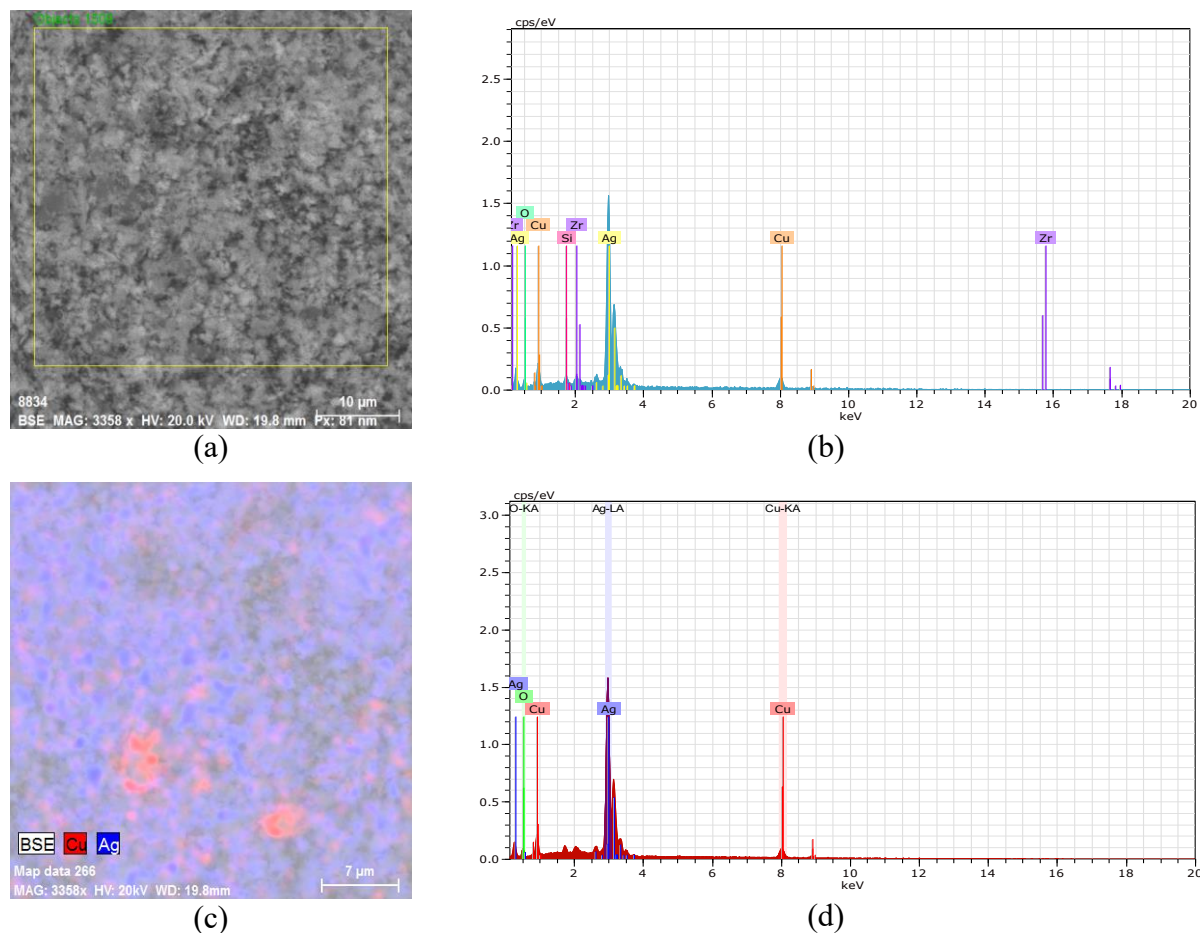 8834
10 µm
BSE MAG: 3358 x HV: 20.0 kV WD: 19.8 mm Px: 81 nm
(a)
cps/eV
2.5
2.0
1.5
1.0
0.5
0.0
O
Cu
Zr
Ag
Si
Ag
Cu
Zr
2 4 6 8 10 12 14 16 18 20
keV
(b)
BSE Cu Ag
Map data 266
7 µm
MAG: 3358x HV: 20kV WD: 19.8mm
(c)
cps/eV
O-KA Ag-LA Cu-KA
3.0
2.5
2.0
1.5
1.0
0.5
0.0
Ag
O
Cu
Ag
Cu
2 4 6 8 10 12 14 16 18 20
keV
(d)